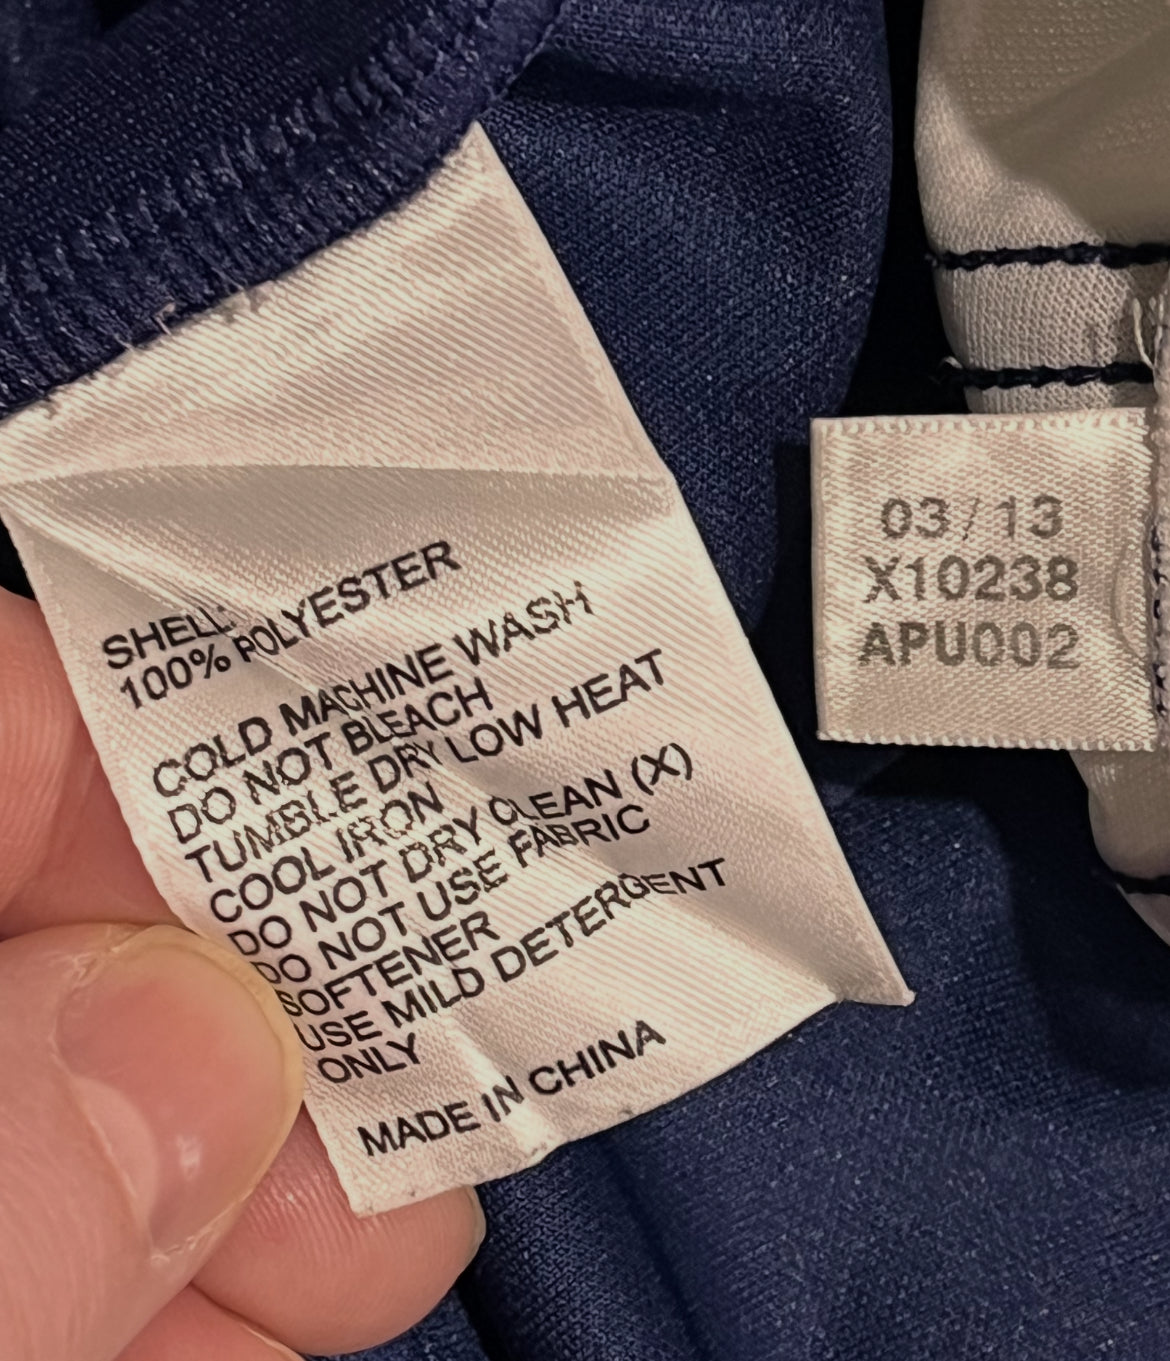 SHELL:
100% POLYESTER
COLD MACHINE WASH
DO NOT BLEACH
TUMBLE DRY LOW HEAT
COOL IRON
DO NOT DRY CLEAN (X)
DO NOT USE FABRIC
SOFTENER
USE MILD DETERGENT
ONLY
MADE IN CHINA
03/13
X10238
APU002